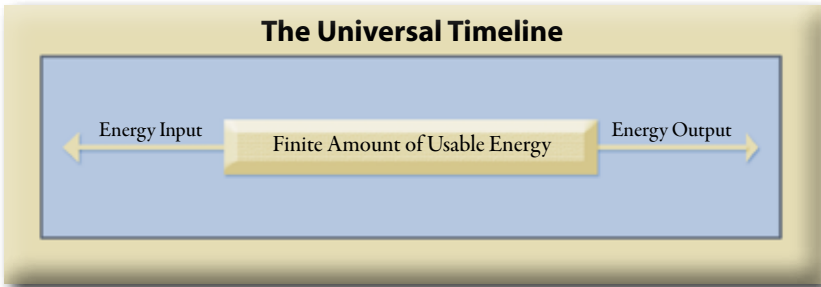 The Universal Timeline
Energy Input
Finite Amount of Usable Energy
Energy Output